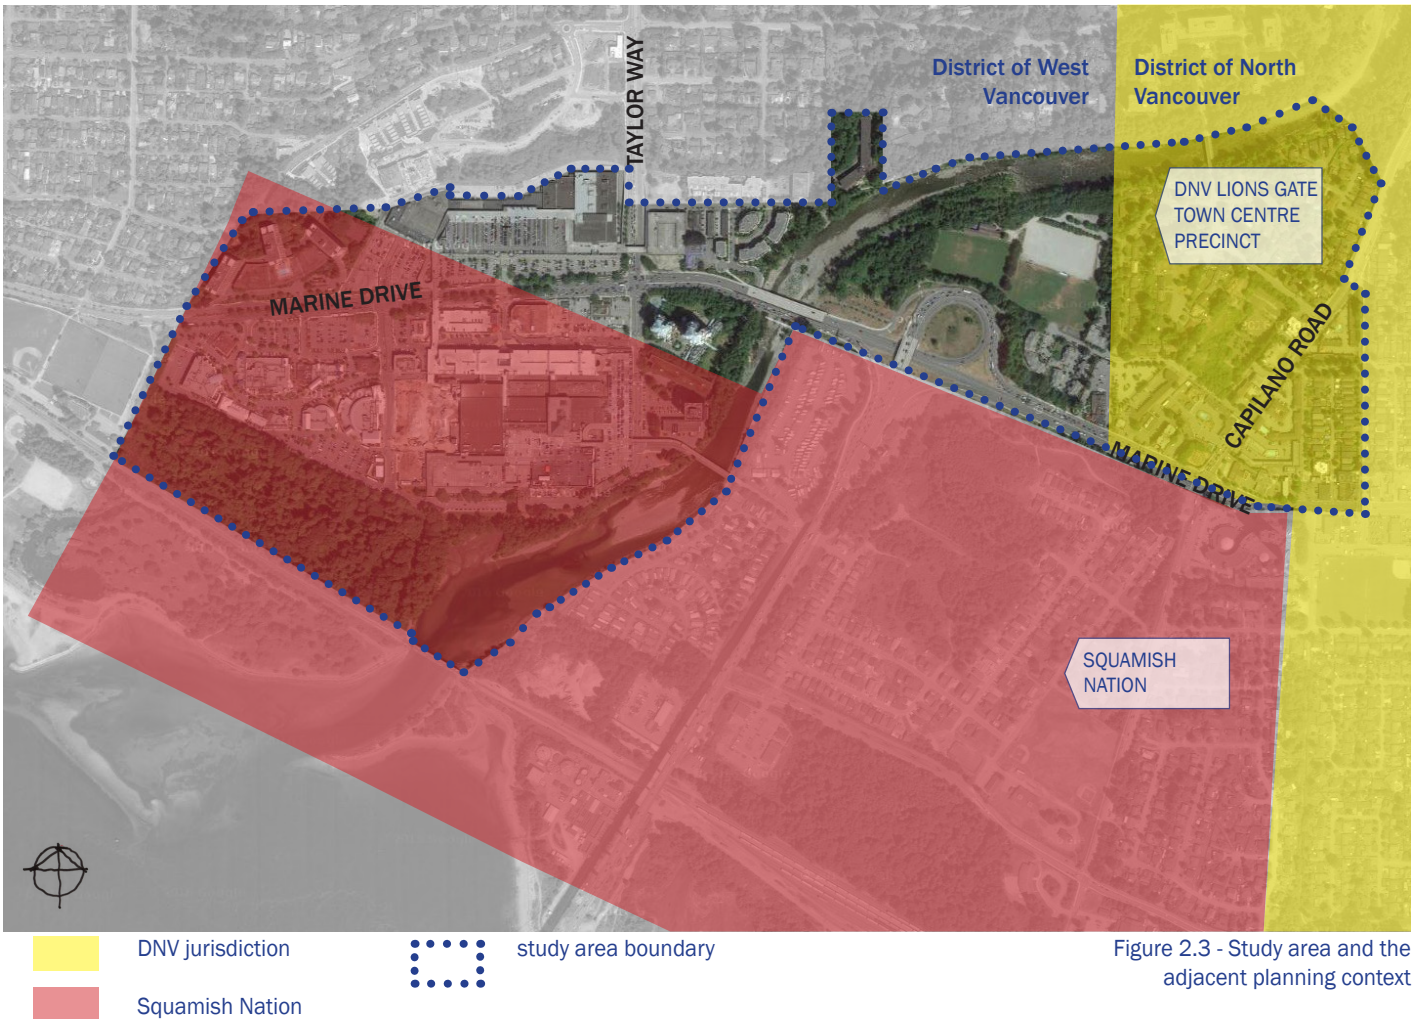 TAYLOR WAY
District of West
Vancouver
District of North
Vancouver
DNV LIONS GATE
TOWN CENTRE
PRECINCT
MARINE DRIVE
CAPILANO ROAD
MARINE DRIVE
SQUAMISH
NATION
DNV jurisdiction
study area boundary
Squamish Nation
Figure 2.3 - Study area and the
adjacent planning context